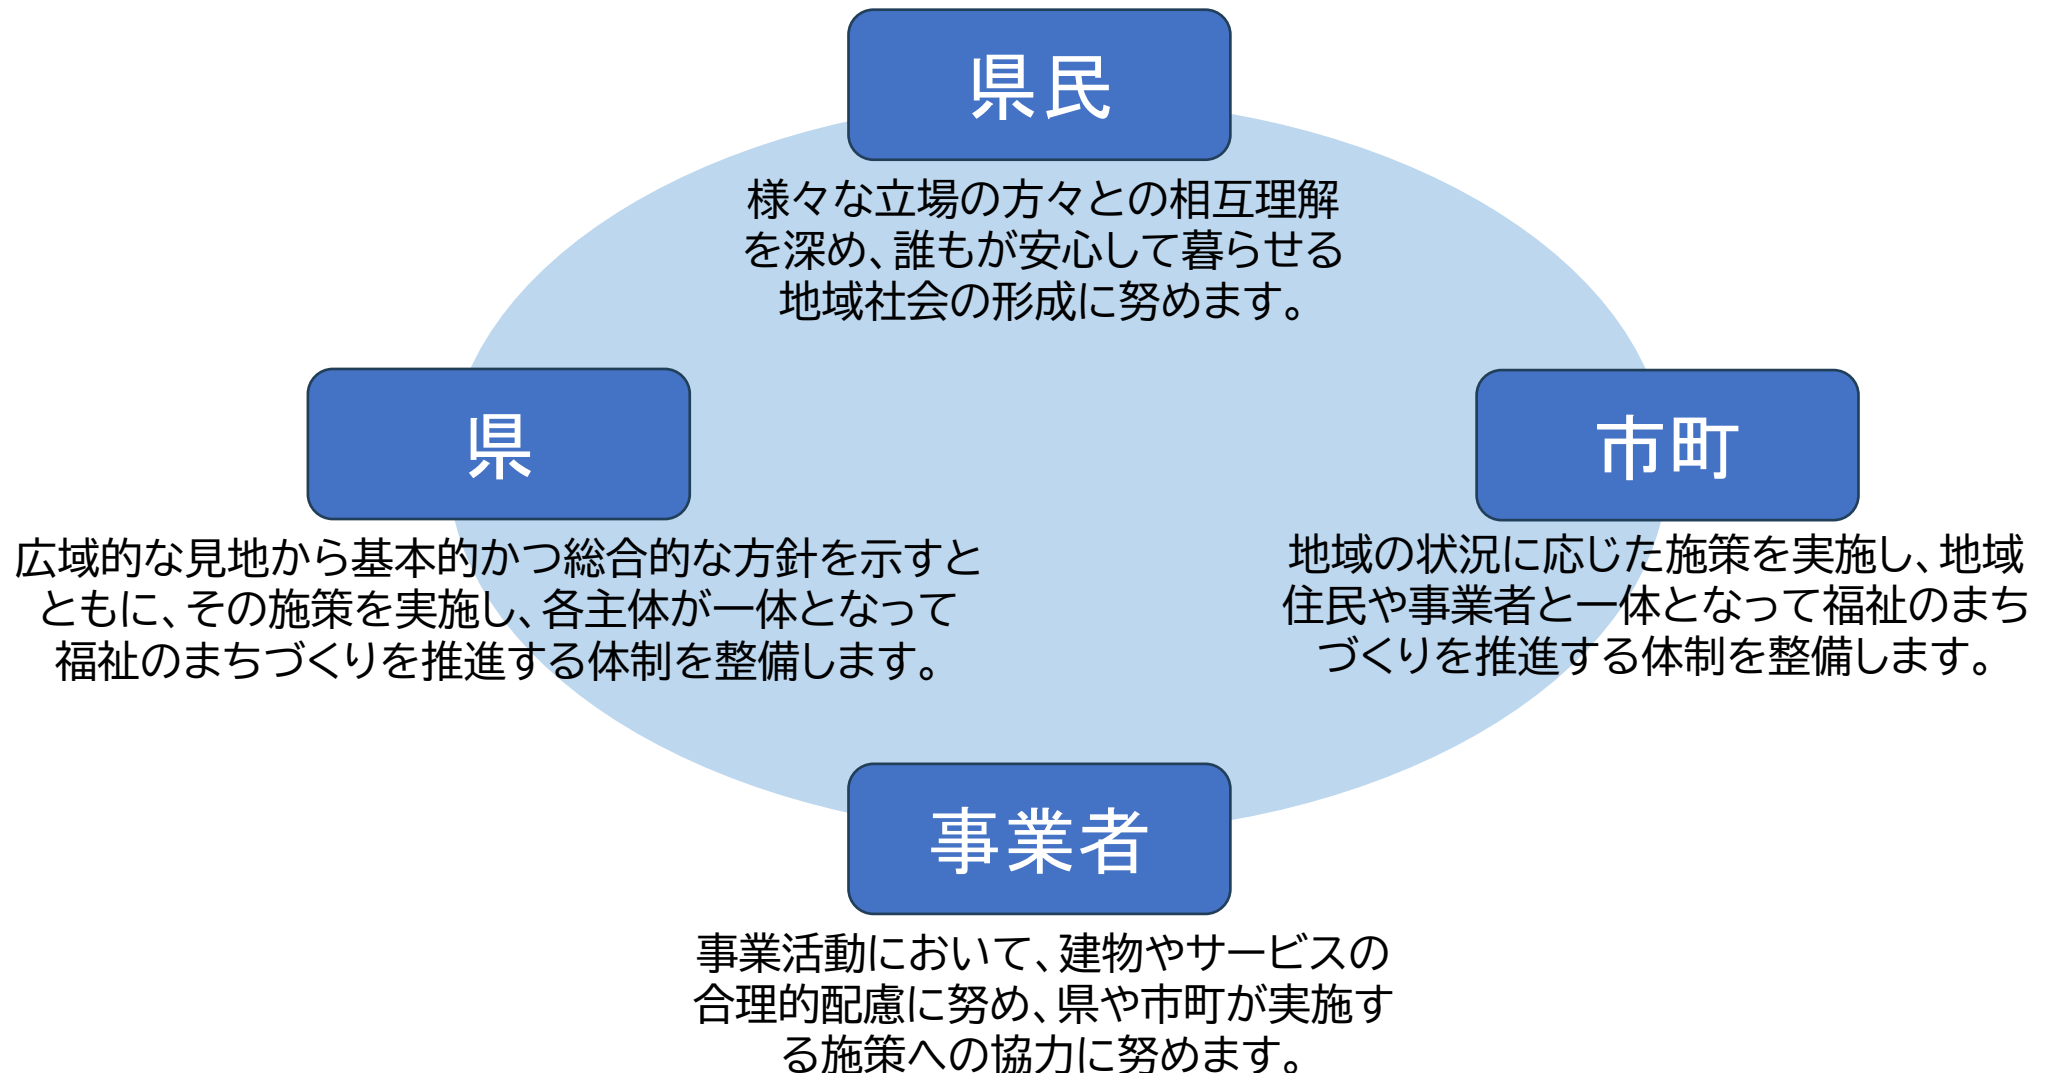 県民
様々な立場の方々との相互理解
を深め、誰もが安心して暮らせる
地域社会の形成に努めます。
県
広域的な見地から基本的かつ総合的な方針を示すと
ともに、その施策を実施し、各主体が一体となって
福祉のまちづくりを推進する体制を整備します。
市町
地域の状況に応じた施策を実施し、地域
住民や事業者と一体となって福祉のまち
づくりを推進する体制を整備します。
事業者
事業活動において、建物やサービスの
合理的配慮に努め、県や市町が実施す
る施策への協力に努めます。